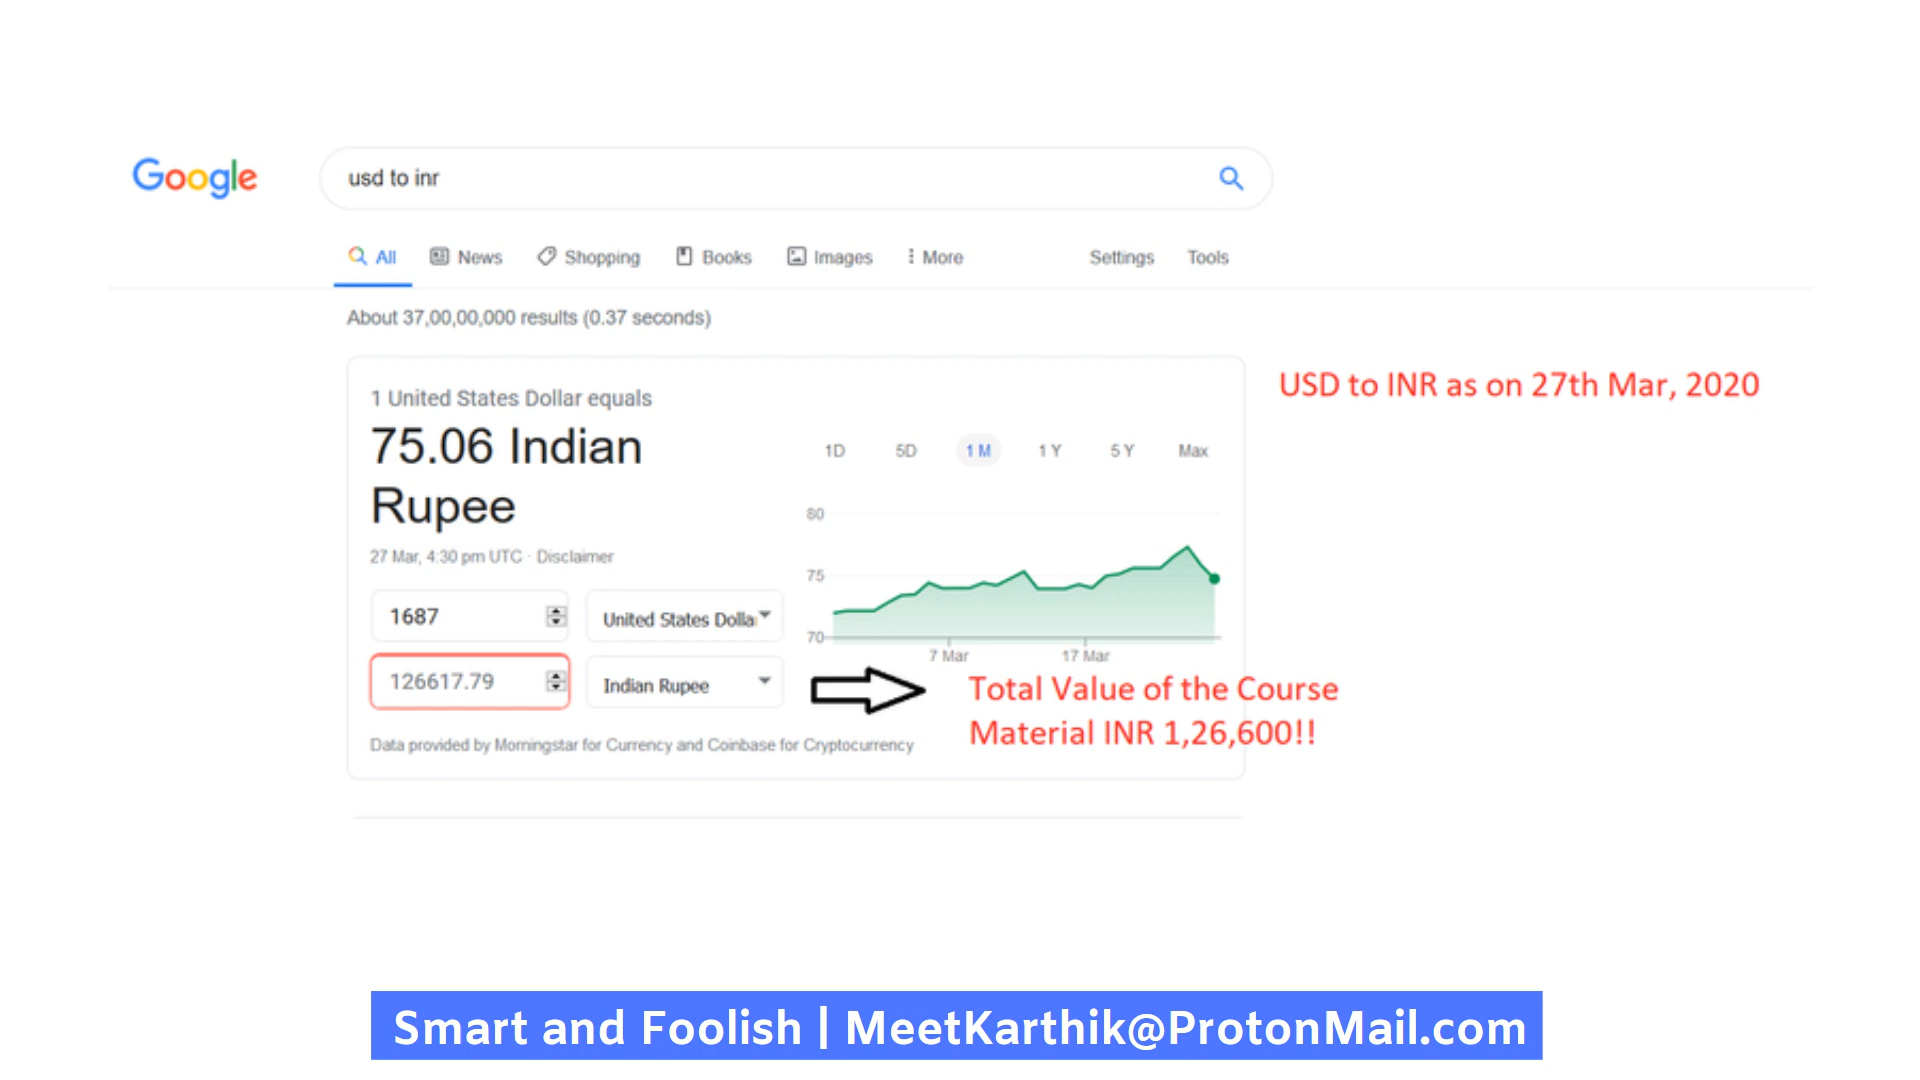 Google
usd to inr
All News Shopping Books Images More Settings Tools
About 37,00,00,000 results (0.37 seconds)
USD to INR as on 27th Mar, 2020
1 United States Dollar equals
75.06 Indian
Rupee
27 Mar, 4:30 pm UTC · Disclaimer
1D 5D 1M 1Y 5Y Max
80
75
70
7 Mar 17 Mar
1687 United States Dolla
126617.79 Indian Rupee
Total Value of the Course
Material INR 1,26,600!!
Data provided by Morningstar for Currency and Coinbase for Cryptocurrency
Smart and Foolish | MeetKarthik@ProtonMail.com